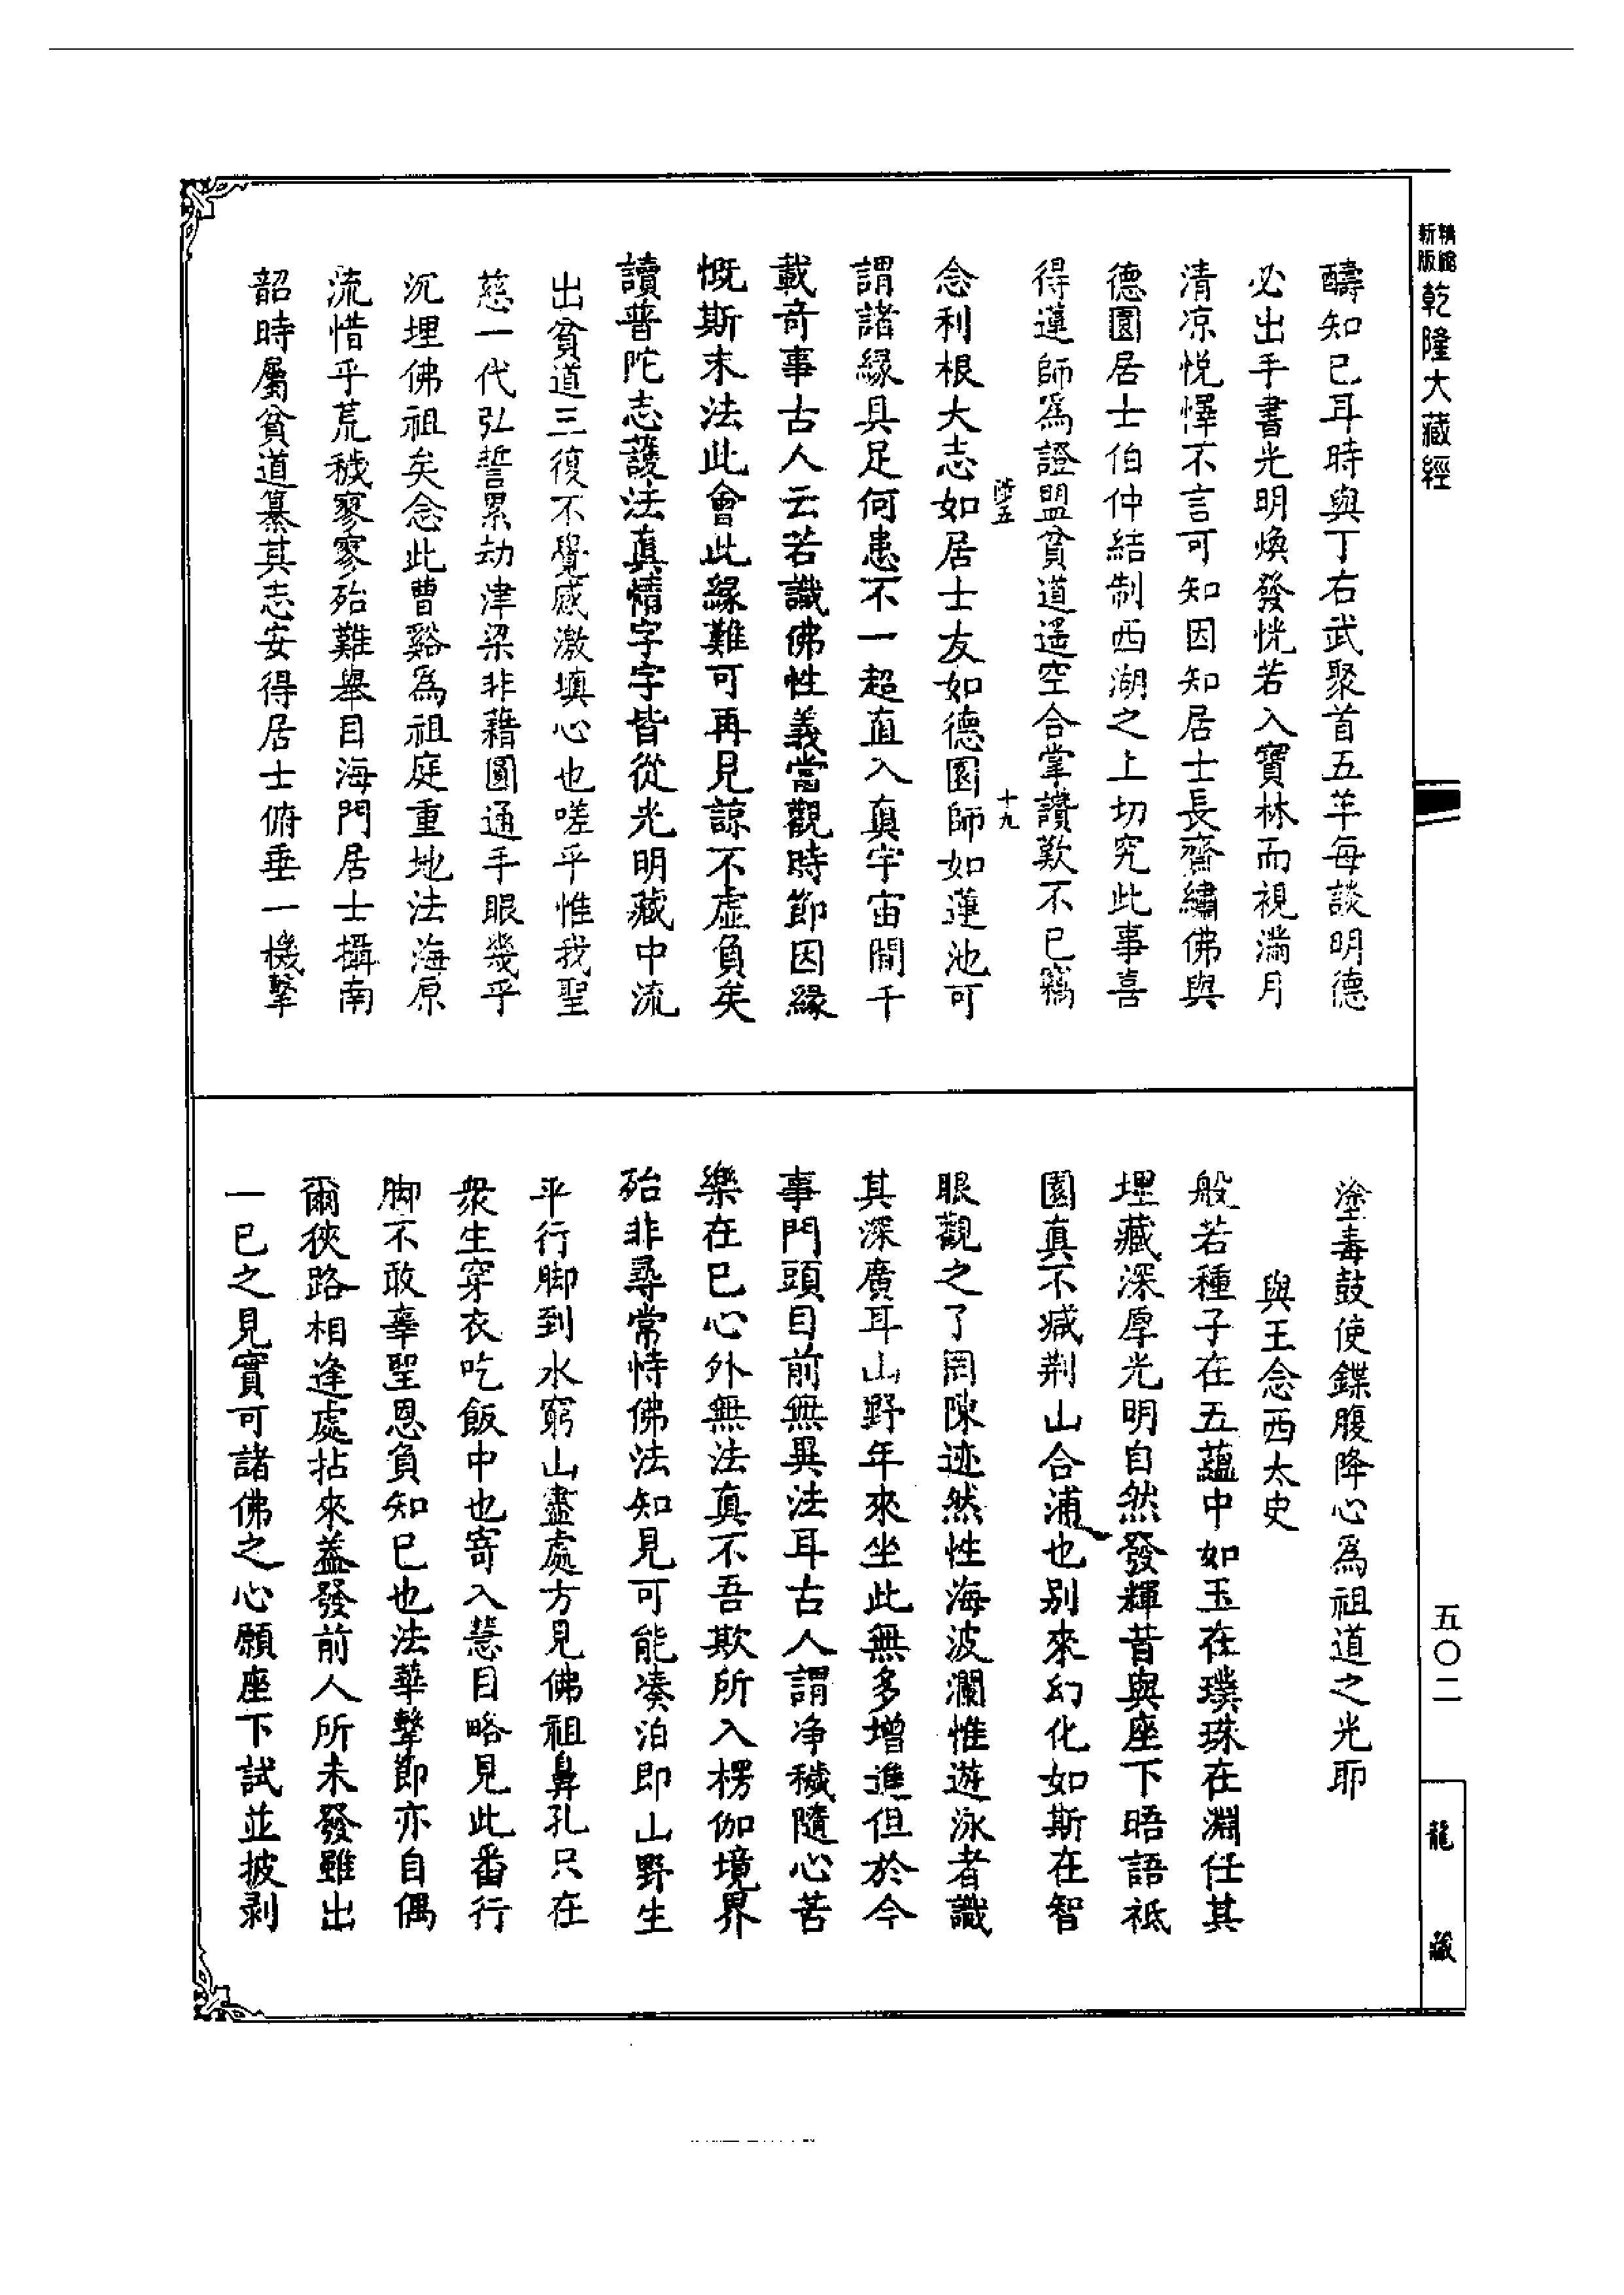 新版
精縮
乾隆大藏經
五〇二
龍藏
醻知已耳時與丁右武聚首五羊每談明德
必出手書光明煥發恍若入寶林而視滿月
清凉悅懌不言可知因知居士長齋繡佛與
德園居士伯仲結制西湖之上切究此事喜
得蓮師為證盟貧道遥空合掌讚歎不已竊
十九
念利根大志如居士友如德園師如蓮池可
謂諸緣具足何患不一超直入真宇宙間千
載奇事古人云若識佛性義當觀時節因緣
慨斯末法此會此緣難可再見諒不虛負矣
讀普陀志護法真情字字皆從光明藏中流
出貧道三復不覺感激填心也嗟乎惟我聖
慈一代弘誓累劫津梁非藉圓通手眼幾乎
沉埋佛祖矣念此曹谿為祖庭重地法海原
流惜乎荒穢寥寥殆難舉目海門居士攝南
韶時屬貧道纂其志安得居士俯垂一機擊
塗毒鼓使鍱腹降心為祖道之光耶
與王念西太史
般若種子在五蘊中如玉在璞珠在淵任其
埋藏深厚光明自然發輝昔與座下晤語祗
園真不减荆山合浦也別來幻化如斯在智
眼觀之了罔陳迹然性海波瀾惟遊泳者識
其深廣耳山野年來坐此無多增進但於今
事門頭目前無異法耳古人謂净穢隨心苦
樂在已心外無法真不吾欺所入楞伽境界
殆非尋常恃佛法知見可能湊泊即山野生
平行脚到水窮山盡處方見佛祖鼻孔只在
衆生穿衣吃飯中也寄入慧目略見此番行
脚不敢辜聖恩負知已也法華擊節亦自偶
爾狹路相逢處拈來葢發前人所未發雖出
一已之見實可諸佛之心願座下試並披剥